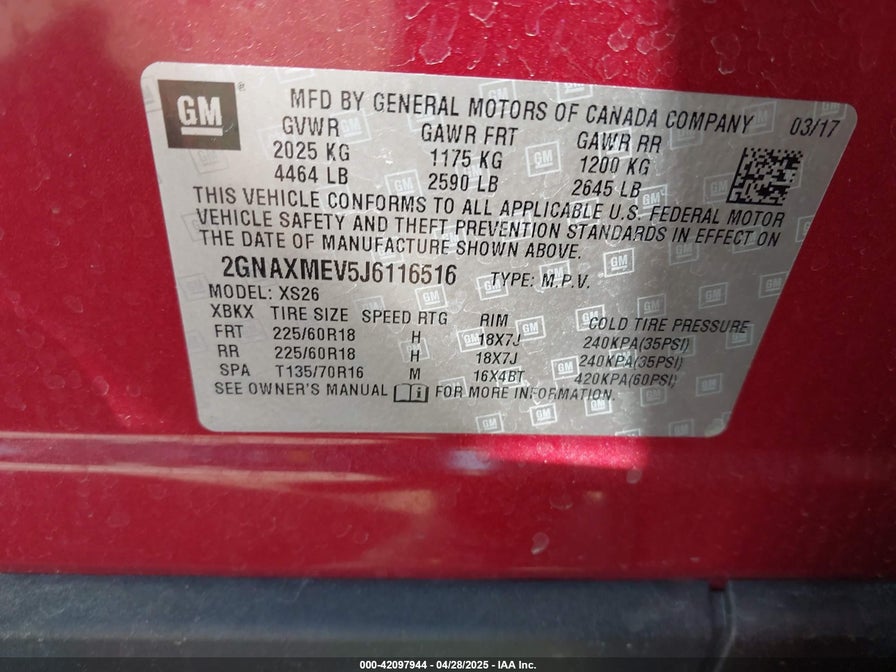 GM ® MFD BY GENERAL MOTORS OF CANADA COMPANY 03/17
GVWR GAWR FRT GAWR RR
2025 KG 1175 KG 1200 KG
4464 LB 2590 LB 2645 LB
THIS VEHICLE CONFORMS TO ALL APPLICABLE U.S. FEDERAL MOTOR
VEHICLE SAFETY AND THEFT PREVENTION STANDARDS IN EFFECT ON
THE DATE OF MANUFACTURE SHOWN ABOVE.
2GNAXMEV5J6116516 TYPE: M.P.V.
MODEL: XS26
XBKX TIRE SIZE SPEED RTG RIM COLD TIRE PRESSURE
FRT 225/60R18 H 18X7J 240KPA(35PSI)
RR 225/60R18 H 18X7J 240KPA(35PSI)
SPA T135/70R16 M 16X4BT 420KPA(60PSI)
SEE OWNER'S MANUAL FOR MORE INFORMATION.
000-42097944 - 04/28/2025 - IAA Inc.